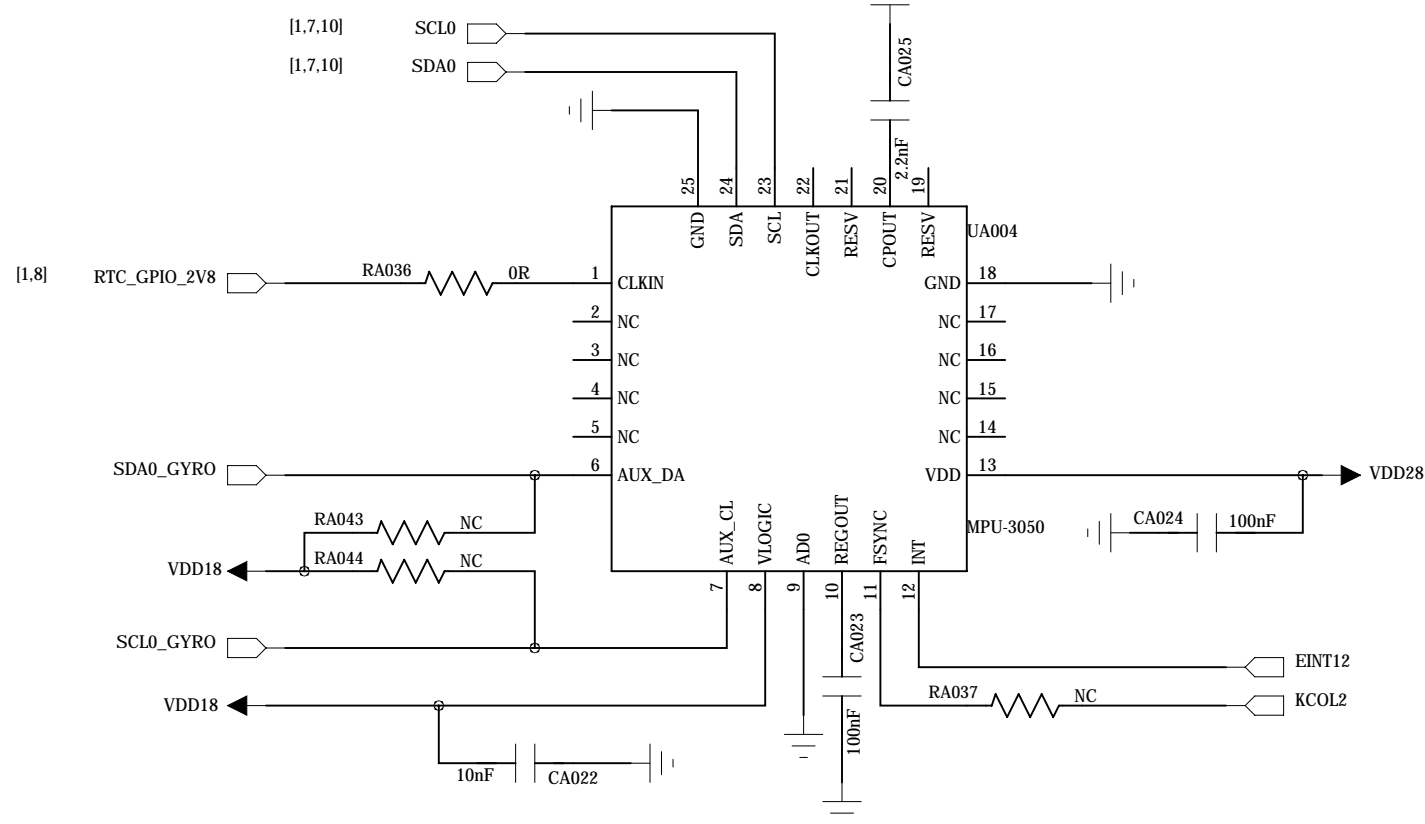 [1,7,10] SCL0
[1,7,10] SDA0
CA025
2.2nF
25 24 23 22 21 20 19
GND SDA SCL CLKOUT RESV CPOUT RESV
UA004
[1,8] RTC_GPIO_2V8 RA036 0R 1 CLKIN
GND 18
2 NC
NC 17
3 NC
NC 16
4 NC
NC 15
5 NC
NC 14
SDA0_GYRO 6 AUX_DA
VDD 13 VDD28
RA043 NC
MPU-3050
CA024 100nF
VDD18 RA044 NC
AUX_CL VLOGIC AD0 REGOUT FSYNC INT
7 8 9 10 11 12
SCL0_GYRO
CA023
100nF
EINT12
VDD18
RA037 NC KCOL2
10nF CA022